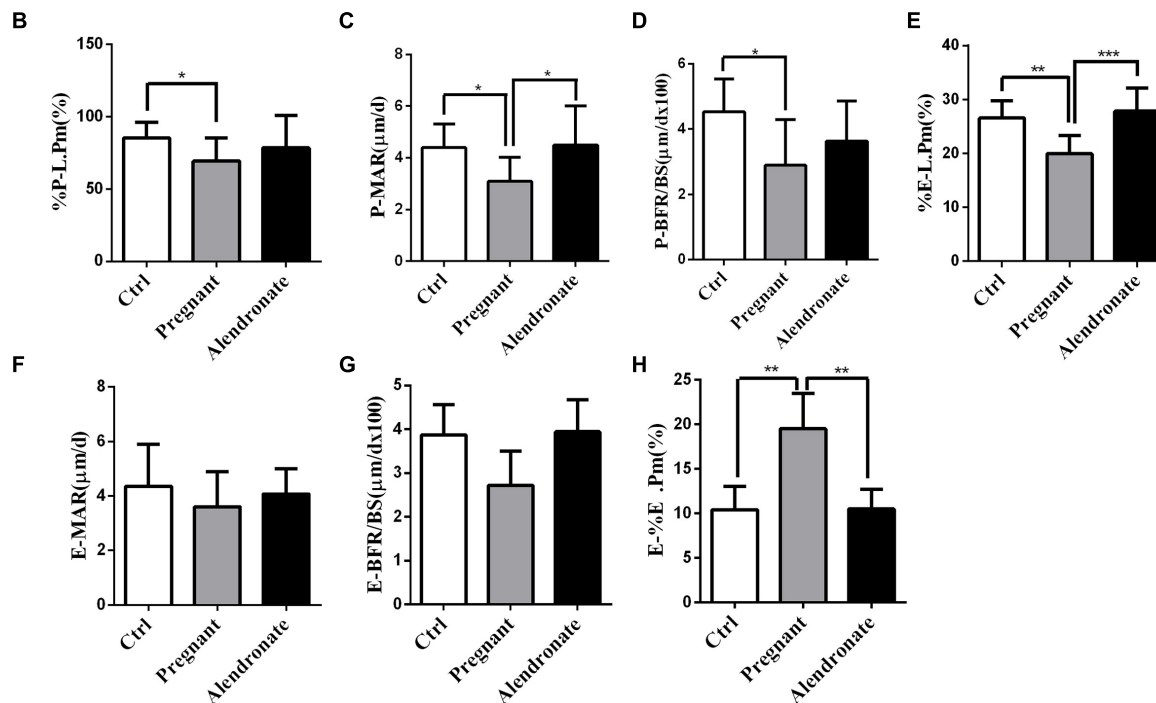 B
%P-L.Pm(%)
150
100
50
0
*
Ctrl
Pregnant
Alendronate
C
P-MAR(μm/d)
8
6
4
2
0
*
*
Ctrl
Pregnant
Alendronate
D
P-BFR/BS(μm/dx100)
6
4
2
0
*
Ctrl
Pregnant
Alendronate
E
%E-L.Pm(%)
40
30
20
10
0
**
***
Ctrl
Pregnant
Alendronate
F
E-MAR(μm/d)
8
6
4
2
0
Ctrl
Pregnant
Alendronate
G
E-BFR/BS(μm/dx100)
5
4
3
2
1
0
Ctrl
Pregnant
Alendronate
H
E-%E .Pm(%)
25
20
15
10
5
0
**
**
Ctrl
Pregnant
Alendronate